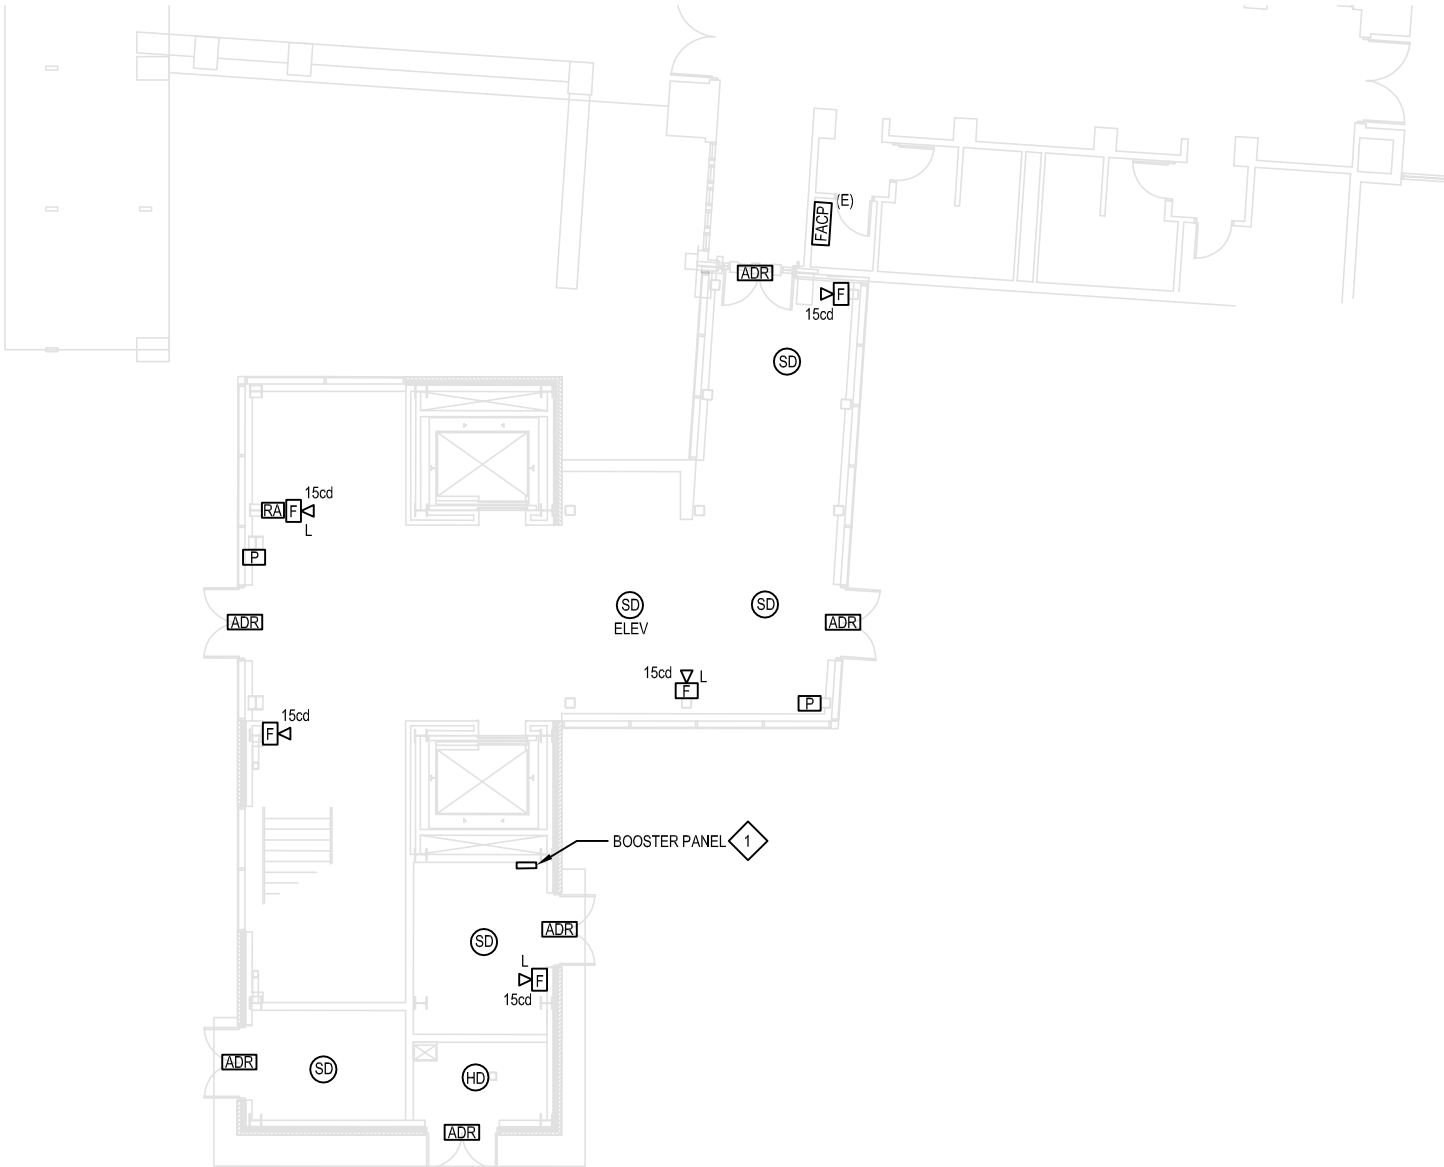 (E)
FACP
ADR
F
15cd
SD
15cd
RA
F
L
P
SD
ELEV
SD
ADR
ADR
15cd
L
F
P
15cd
F
BOOSTER PANEL
1
ADR
SD
L
F
15cd
ADR
SD
HD
ADR